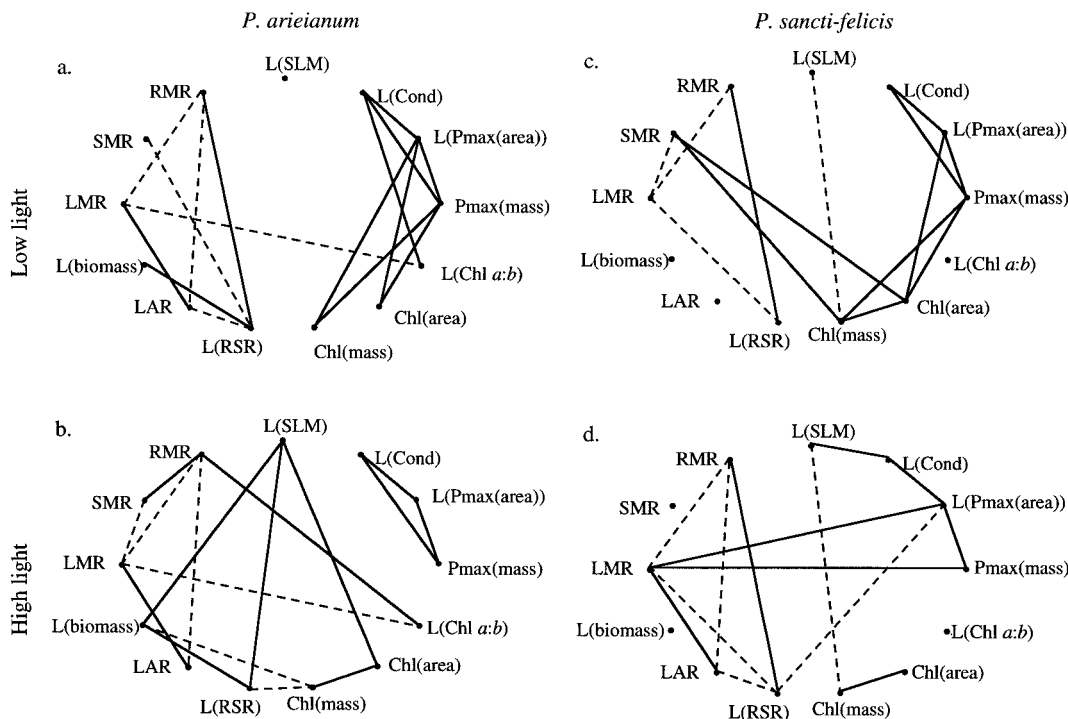 P. arieianum
P. sancti-felicis
Low light
a.
L(SLM)
RMR
L(Cond)
SMR
L(Pmax(area))
LMR
Pmax(mass)
L(biomass)
L(Chl a:b)
LAR
Chl(area)
L(RSR)
Chl(mass)
c.
L(SLM)
RMR
L(Cond)
SMR
L(Pmax(area))
LMR
Pmax(mass)
L(biomass)
L(Chl a:b)
LAR
Chl(area)
L(RSR)
Chl(mass)
High light
b.
L(SLM)
RMR
L(Cond)
SMR
L(Pmax(area))
LMR
Pmax(mass)
L(biomass)
L(Chl a:b)
LAR
Chl(area)
L(RSR)
Chl(mass)
d.
L(SLM)
RMR
L(Cond)
SMR
L(Pmax(area))
LMR
Pmax(mass)
L(biomass)
L(Chl a:b)
LAR
Chl(area)
L(RSR)
Chl(mass)